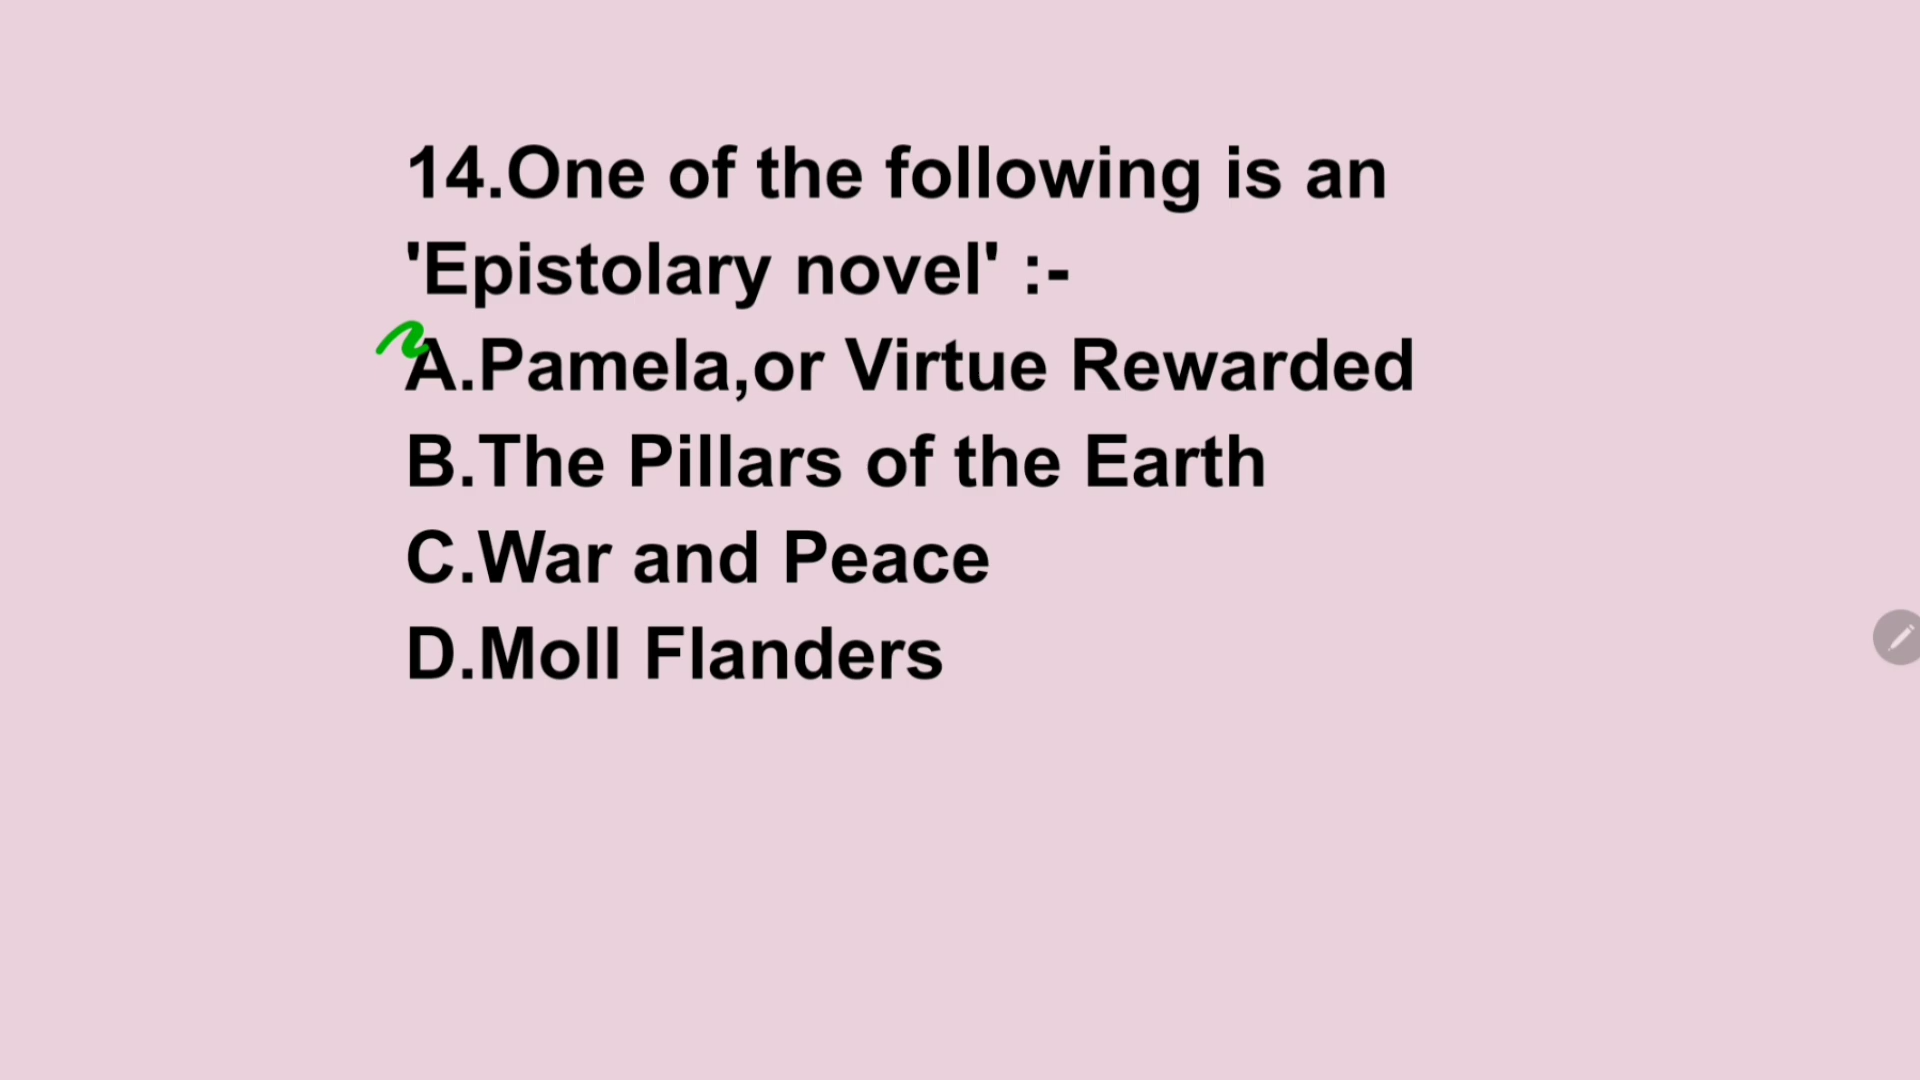 14.One of the following is an
'Epistolary novel' :-
A.Pamela,or Virtue Rewarded
B.The Pillars of the Earth
C.War and Peace
D.Moll Flanders